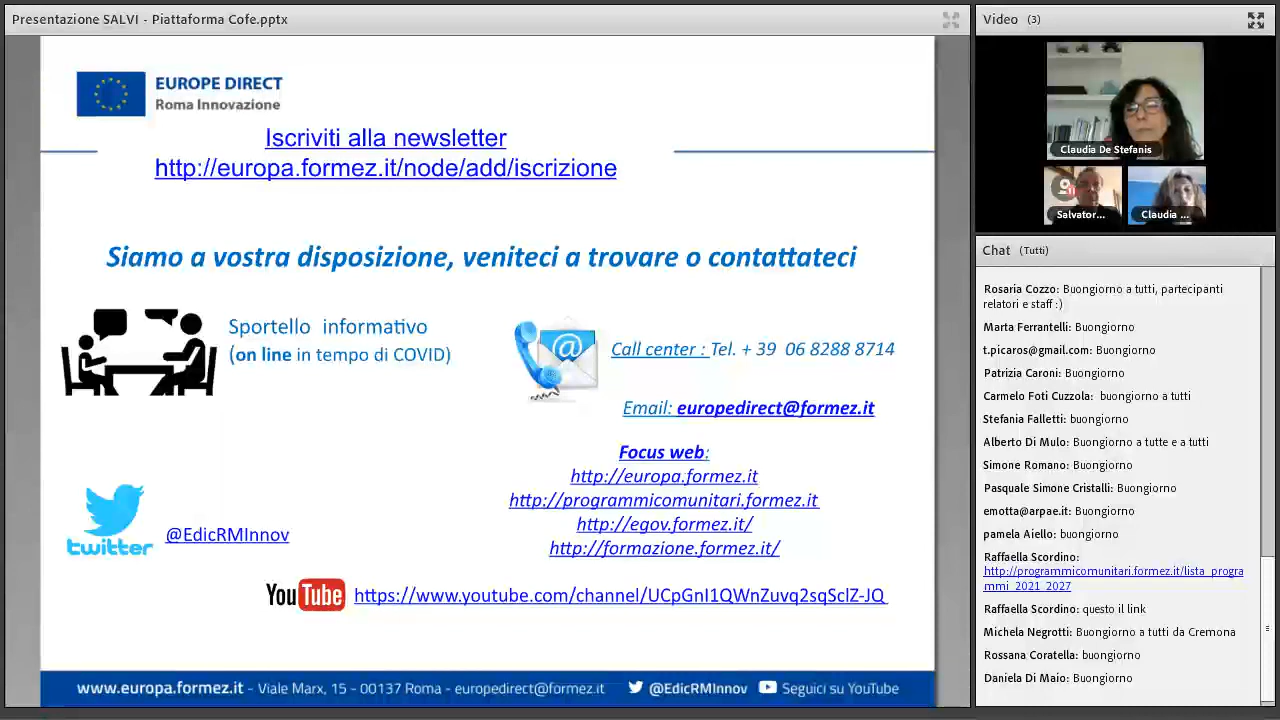 Presentazione SALVI - Piattaforma Cofe.pptx
EUROPE DIRECT
Roma Innovazione
Iscriviti alla newsletter
http://europa.formez.it/node/add/iscrizione
Siamo a vostra disposizione, veniteci a trovare o contattateci
Sportello informativo
(on line in tempo di COVID)
Call center : Tel. + 39 06 8288 8714
Email: europedirect@formez.it
Focus web:
http://europa.formez.it
http://programmicomunitari.formez.it
http://egov.formez.it/
http://formazione.formez.it/
twitter
@EdicRMInnov
YouTube
https://www.youtube.com/channel/UCpGnI1QWnZuvq2sqSclZ-JQ
www.europa.formez.it - Viale Marx, 15 - 00137 Roma - europedirect@formez.it @EdicRMInnov Seguici su YouTube
Video (3)
Claudia De Stefanis
Salvator...
Claudia ...
Chat (Tutti)
Rosaria Cozzo: Buongiorno a tutti, partecipanti
relatori e staff :)
Marta Ferrantelli: Buongiorno
t.picaros@gmail.com: Buongiorno
Patrizia Caroni: Buongiorno
Carmelo Foti Cuzzola: buongiorno a tutti
Stefania Falletti: buongiorno
Alberto Di Mulo: Buongiorno a tutte e a tutti
Simone Romano: Buongiorno
Pasquale Simone Cristalli: Buongiorno
emotta@arpae.it: Buongiorno
pamela Aiello: buongiorno
Raffaella Scordino:
http://programmicomunitari.formez.it/lista_progra
mmi_2021_2027
Raffaella Scordino: questo il link
Michela Negrotti: Buongiorno a tutti da Cremona
Rossana Coratella: buongiorno
Daniela Di Maio: Buongiorno